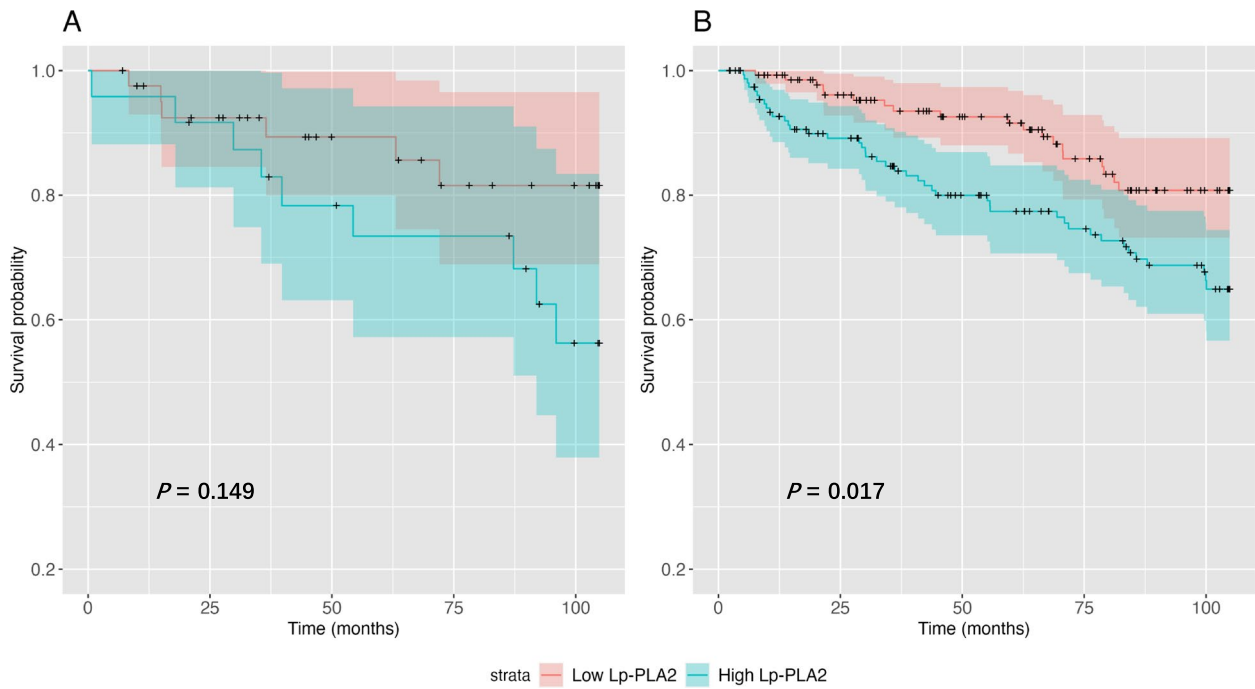 A
Survival probability
1.0
0.8
0.6
0.4
0.2
P = 0.149
0 25 50 75 100
Time (months)
B
Survival probability
1.0
0.8
0.6
0.4
0.2
P = 0.017
0 25 50 75 100
Time (months)
strata Low Lp-PLA2 High Lp-PLA2